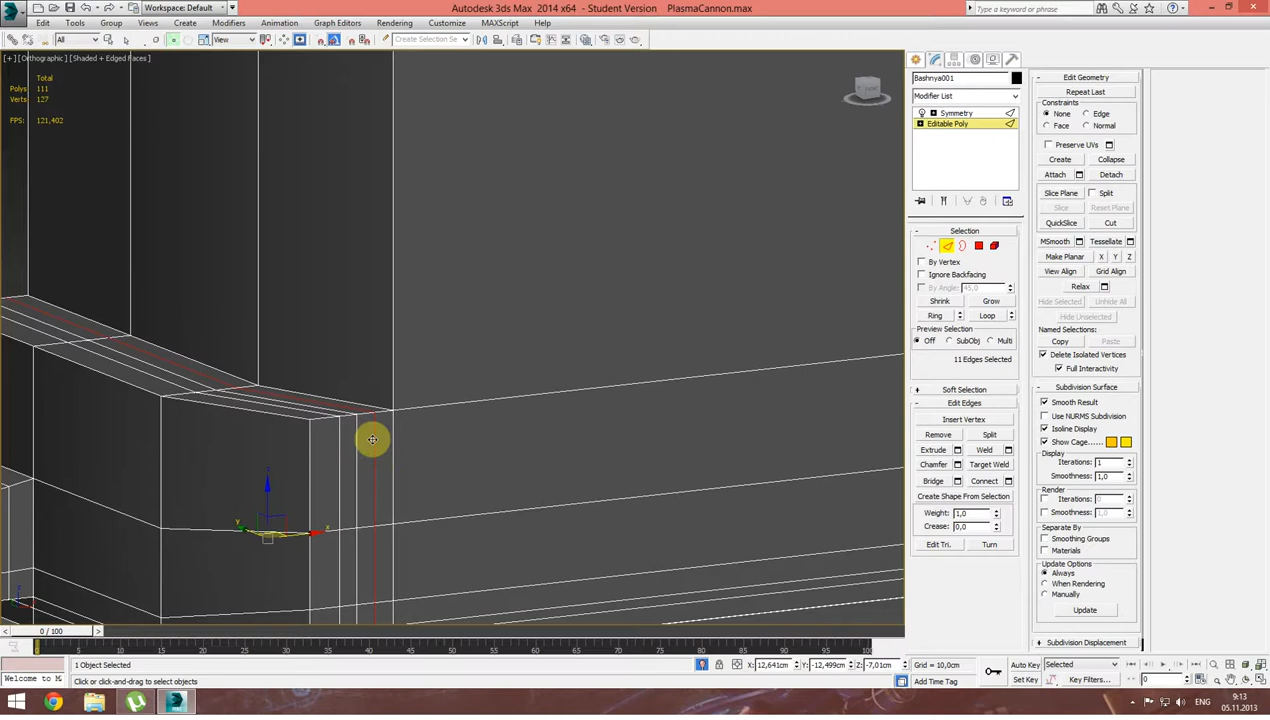 Workspace: Default
Autodesk 3ds Max 2014 x64 - Student Version PlasmaCannon.max
Type a keyword or phrase
Edit Tools Group Views Create Modifiers Animation Graph Editors Rendering Customize MAXScript Help
All View Create Selection Se
[+] [Orthographic] [Shaded + Edged Faces]
Total
Polys: 111
Verts: 127
FPS: 121,402
Bashnya001
Modifier List
Symmetry
Editable Poly
Selection
By Vertex
Ignore Backfacing
By Angle: 45,0
Shrink Grow
Ring Loop
Preview Selection
Off SubObj Multi
11 Edges Selected
Soft Selection
Edit Edges
Insert Vertex
Remove Split
Extrude Weld
Chamfer Target Weld
Bridge Connect
Create Shape From Selection
Weight: 1,0
Crease: 0,0
Edit Tri. Turn
Edit Geometry
Repeat Last
Constraints
None Edge
Face Normal
Preserve UVs
Create Collapse
Attach Detach
Slice Plane Split
Slice Reset Plane
QuickSlice Cut
MSmooth Tessellate
Make Planar X Y Z
View Align Grid Align
Relax
Hide Selected Unhide All
Hide Unselected
Named Selections:
Copy Paste
Delete Isolated Vertices
Full Interactivity
Subdivision Surface
Smooth Result
Use NURMS Subdivision
Isoline Display
Show Cage......
Display
Iterations: 1
Smoothness: 1,0
Render
Iterations: 0
Smoothness: 1,0
Separate By
Smoothing Groups
Materials
Update Options
Always
When Rendering
Manually
Update
Subdivision Displacement
z
y x
0 / 100
0 5 10 15 20 25 30 35 40 45 50 55 60 65 70 75 80 85 90 95 100
1 Object Selected X: 12,641cm Y: -12,499cm Z: -7,01cm Grid = 10,0cm Auto Key Selected
Welcome to M Click or click-and-drag to select objects Add Time Tag Set Key Key Filters... 0
ENG 9:13
05.11.2013